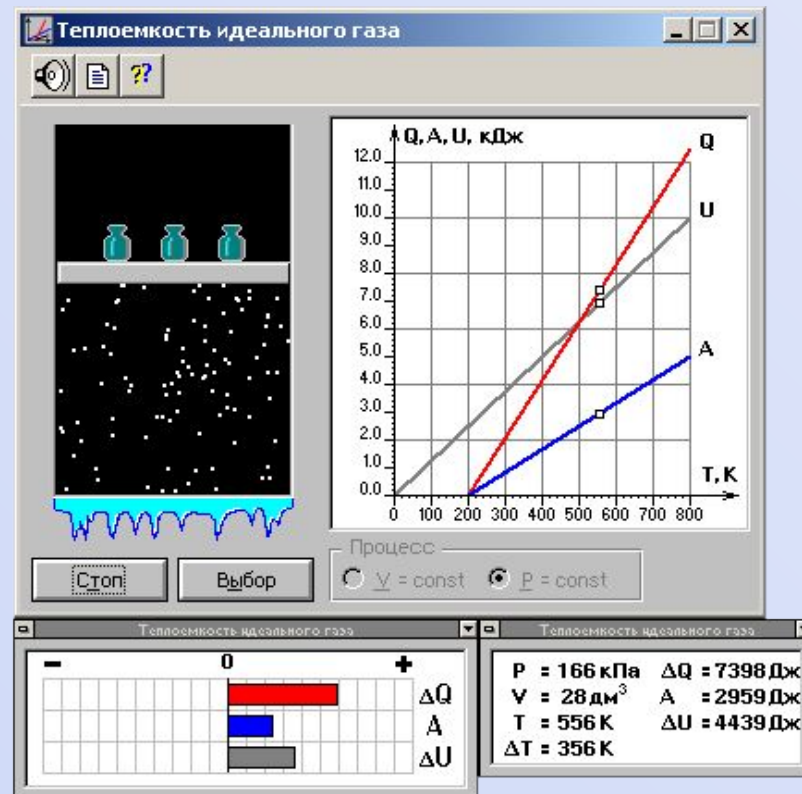 Теплоемкость идеального газа
??
Q, A, U, кДж
12.0
11.0
10.0
9.0
8.0
7.0
6.0
5.0
4.0
3.0
2.0
1.0
0.0
Q
U
A
T, K
0 100 200 300 400 500 600 700 800
Стоп Выбор
Процесс
V = const P = const
Теплоемкость идеального газа
− 0 +
ΔQ
A
ΔU
Теплоемкость идеального газа
P = 166 кПа ΔQ = 7398 Дж
V = 28 дм³ A = 2959 Дж
T = 556 K ΔU = 4439 Дж
ΔT = 356 K